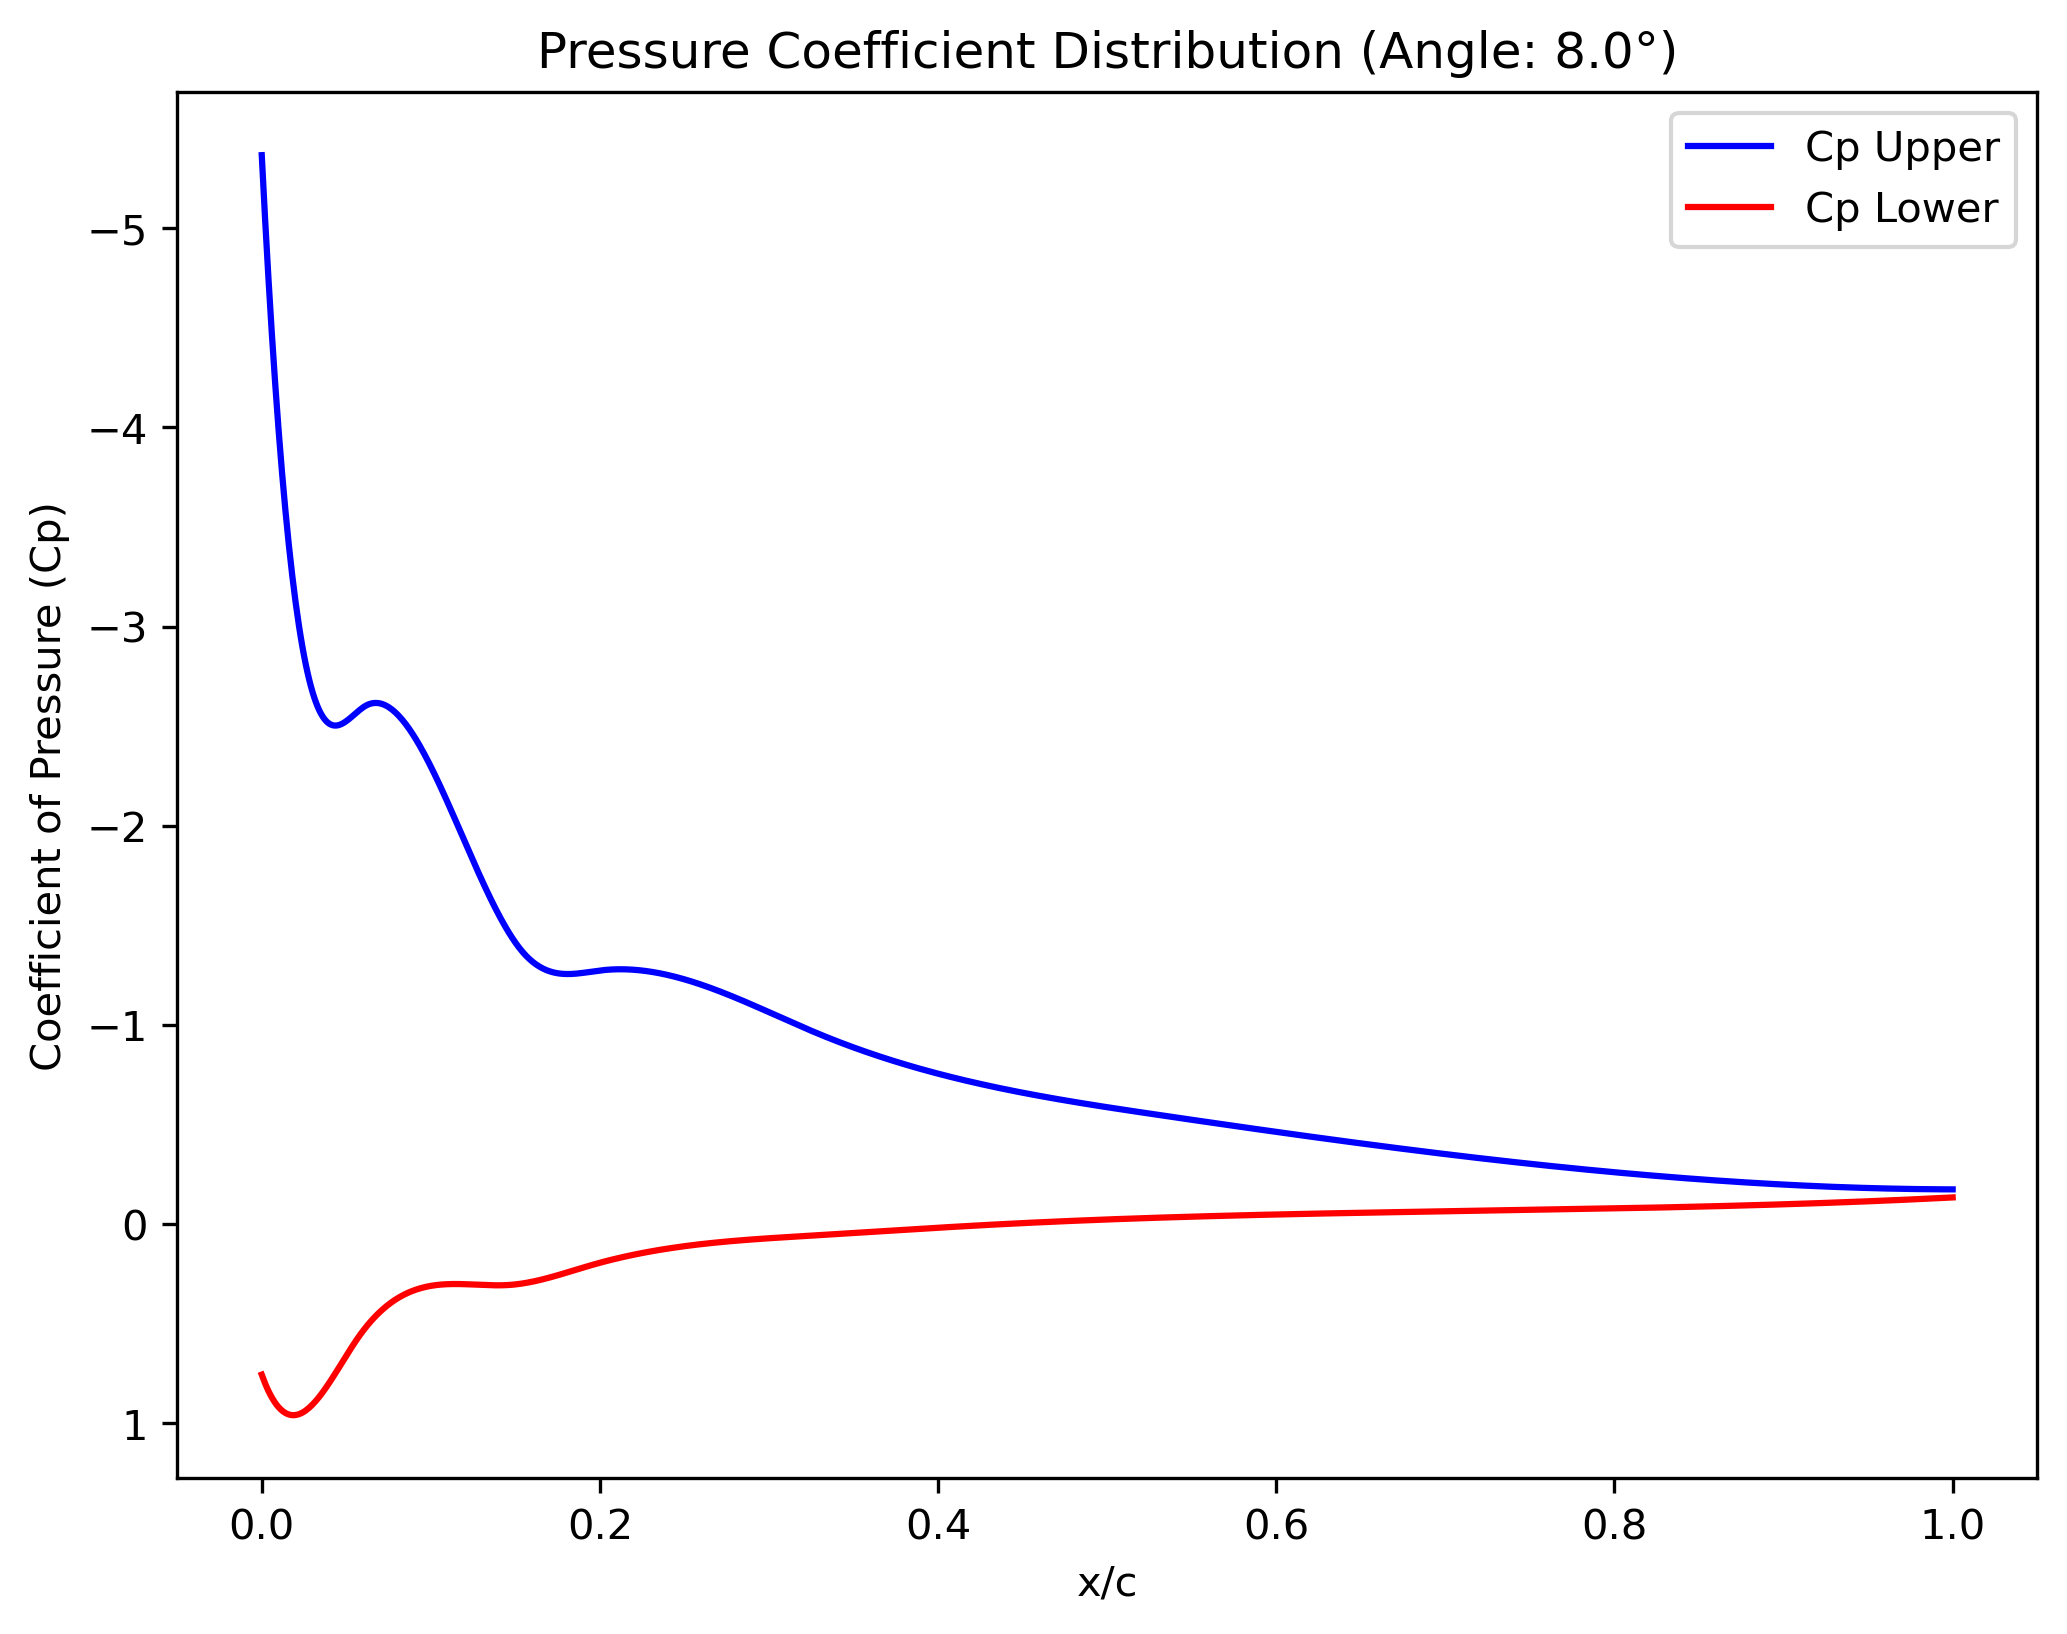 Pressure Coefficient Distribution (Angle: 8.0°)
Cp Upper
Cp Lower
Coefficient of Pressure (Cp)
−5
−4
−3
−2
−1
0
1
0.0 0.2 0.4 0.6 0.8 1.0
x/c